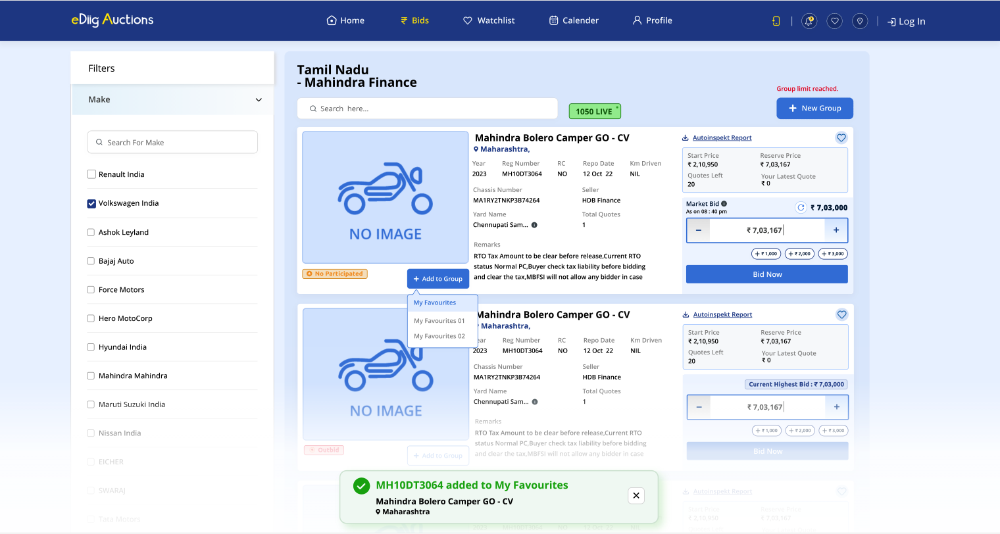 eDiig Auctions
Home
Bids
Watchlist
Calender
Profile
Log In
Filters
Make
Search For Make
Renault India
Volkswagen India
Ashok Leyland
Bajaj Auto
Force Motors
Hero MotoCorp
Hyundai India
Mahindra Mahindra
Maruti Suzuki India
Nissan India
EICHER
SWARAJ
Tata Motors
Tamil Nadu
- Mahindra Finance
Search here...
1050 LIVE
Group limit reached.
+ New Group
NO IMAGE
No Participated
+ Add to Group
My Favourites
My Favourites 01
My Favourites 02
Mahindra Bolero Camper GO - CV
Maharashtra,
Year Reg Number RC Repo Date Km Driven
2023 MH10DT3064 NO 12 Oct 22 NIL
Chassis Number Seller
MA1RY2TNKP3B74264 HDB Finance
Yard Name Total Quotes
Chennupati Sam... 1
Remarks
RTO Tax Amount to be clear before release,Current RTO
status Normal PC,Buyer check tax liability before bidding
and clear the tax,MBFSI will not allow any bidder in case
Autoinspekt Report
Start Price Reserve Price
₹ 2,10,950 ₹ 7,03,167
Quotes Left Your Latest Quote
20 ₹ 0
Market Bid
As on 08 : 40 pm
₹ 7,03,000
− ₹ 7,03,167 +
+ ₹ 1,000 + ₹ 2,000 + ₹ 3,000
Bid Now
NO IMAGE
Outbid
+ Add to Group
Mahindra Bolero Camper GO - CV
Maharashtra,
ear Reg Number RC Repo Date Km Driven
2023 MH10DT3064 NO 12 Oct 22 NIL
Chassis Number Seller
MA1RY2TNKP3B74264 HDB Finance
Yard Name Total Quotes
Chennupati Sam... 1
Remarks
RTO Tax Amount to be clear before release,Current RTO
status Normal PC,Buyer check tax liability before bidding
and clear the tax,MBFSI will not allow any bidder in case
Autoinspekt Report
Start Price Reserve Price
₹ 2,10,950 ₹ 7,03,167
Quotes Left Your Latest Quote
20 ₹ 0
Current Highest Bid : ₹ 7,03,000
− ₹ 7,03,167 +
+ ₹ 1,000 + ₹ 2,000 + ₹ 3,000
Bid Now
MH10DT3064 added to My Favourites
Mahindra Bolero Camper GO - CV
Maharashtra
Autoinspekt Report
Start Price Reserve Price
₹ 2,10,950 ₹ 7,03,167
2023 MH10DT3064 NO 12 Oct 22 NIL